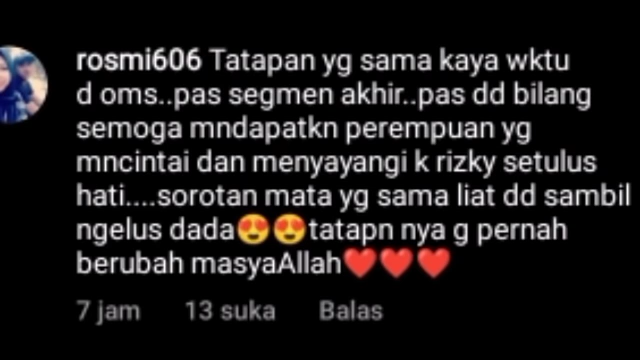 rosmi606 Tatapan yg sama kaya wktu
d oms..pas segmen akhir..pas dd bilang
semoga mndapatkn perempuan yg
mncintai dan menyayangi k rizky setulus
hati....sorotan mata yg sama liat dd sambil
ngelus dada😍😍tatapn nya g pernah
berubah masyaAllah❤️❤️❤️
7 jam 13 suka Balas